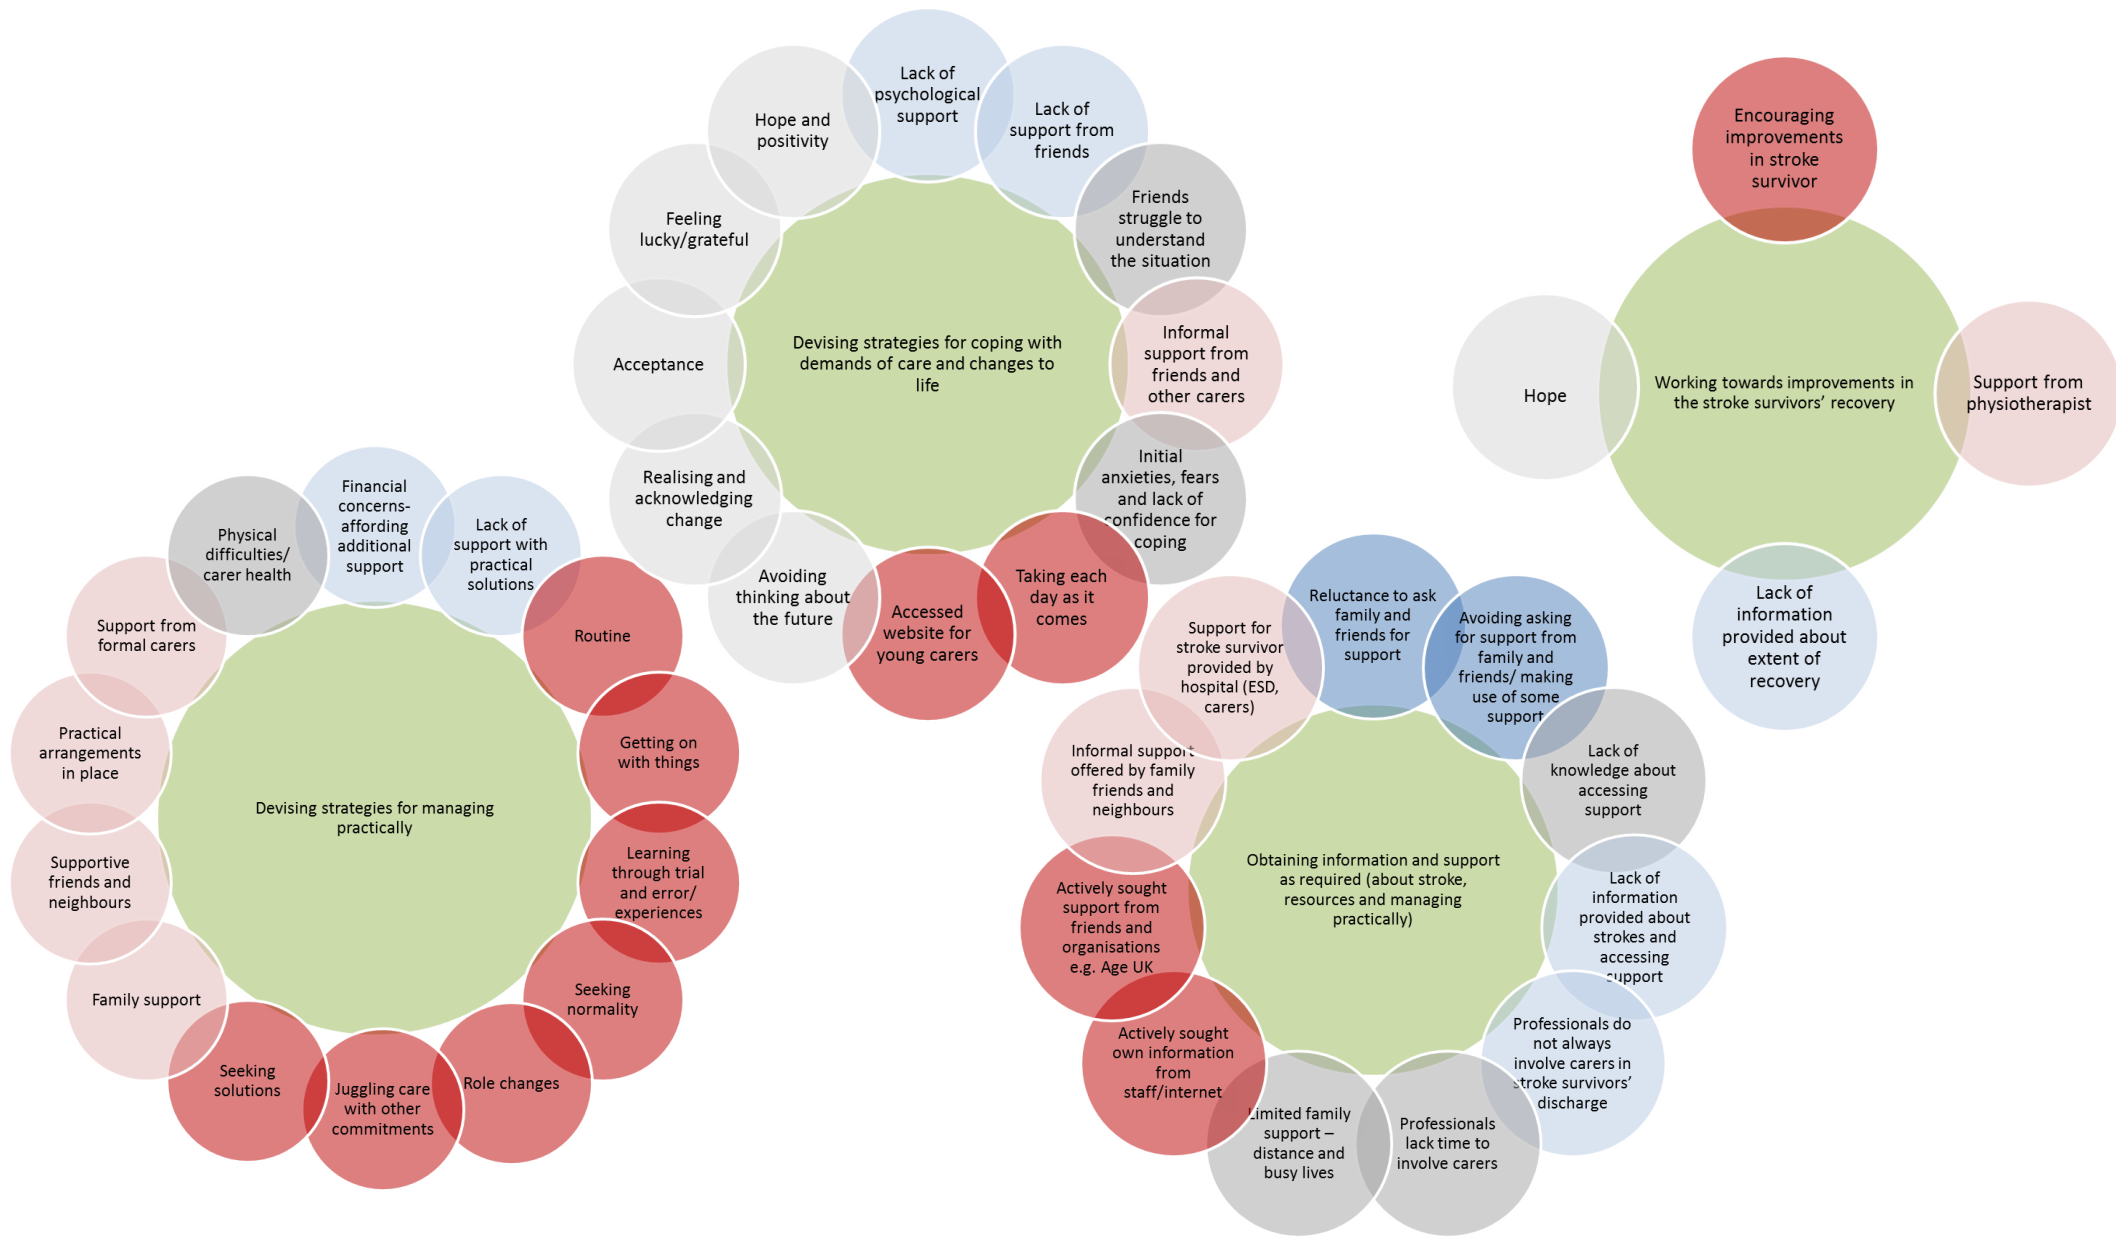 Lack of
psychological
support
Lack of
support from
friends
Friends
struggle to
understand
the situation
Informal
support from
friends and
other carers
Initial
anxieties, fears
and lack of
confidence for
coping
Taking each
day as it
comes
Accessed
website for
young carers
Avoiding
thinking about
the future
Realising and
acknowledging
change
Acceptance
Feeling
lucky/grateful
Hope and
positivity
Devising strategies for coping with
demands of care and changes to
life
Encouraging
improvements
in stroke
survivor
Support from
physiotherapist
Lack of
information
provided about
extent of
recovery
Hope
Working towards improvements in
the stroke survivors’ recovery
Financial
concerns-
affording
additional
support
Lack of
support with
practical
solutions
Routine
Getting on
with things
Learning
through trial
and error/
experiences
Seeking
normality
Role changes
Juggling care
with other
commitments
Seeking
solutions
Family support
Supportive
friends and
neighbours
Practical
arrangements
in place
Support from
formal carers
Physical
difficulties/
carer health
Devising strategies for managing
practically
Reluctance to ask
family and
friends for
support
Avoiding asking
for support from
family and
friends/ making
use of some
support
Lack of
knowledge about
accessing
support
Lack of
information
provided about
strokes and
accessing
support
Professionals do
not always
involve carers in
stroke survivors’
discharge
Professionals
lack time to
involve carers
Limited family
support –
distance and
busy lives
Actively sought
own information
from
staff/internet
Actively sought
support from
friends and
organisations
e.g. Age UK
Informal support
offered by family
friends and
neighbours
Support for
stroke survivor
provided by
hospital (ESD,
carers)
Obtaining information and support
as required (about stroke,
resources and managing
practically)